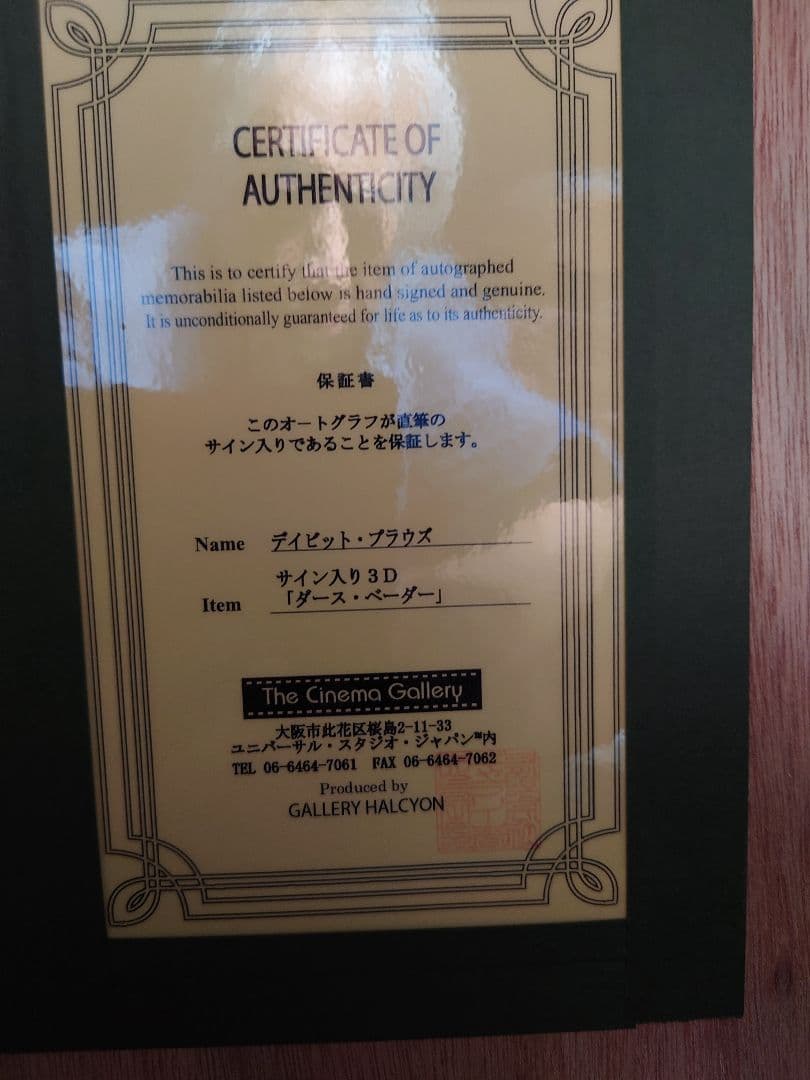 CERTIFICATE OF
AUTHENTICITY
This is to certify that the item of autographed
memorabilia listed below is hand signed and genuine.
It is unconditionally guaranteed for life as to its authenticity.
保証書
このオートグラフが直筆の
サイン入りであることを保証します。
Name デイビット・プラウズ
サイン入り3D
Item 「ダース・ベーダー」
The Cinema Gallery
大阪市此花区桜島2-11-33
ユニバーサル・スタジオ・ジャパン™内
TEL 06-6464-7061 FAX 06-6464-7062
Produced by
GALLERY HALCYON